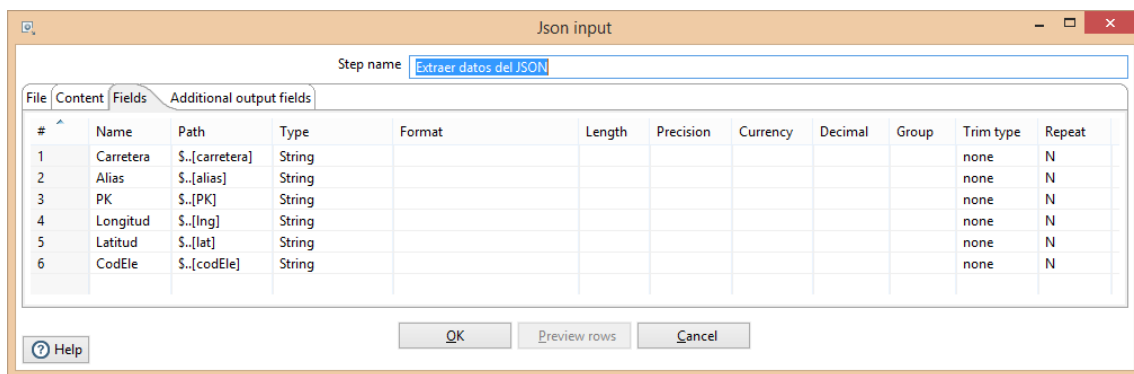 Json input
Step name Extraer datos del JSON
File Content Fields Additional output fields
# Name Path Type Format Length Precision Currency Decimal Group Trim type Repeat
1 Carretera $..[carretera] String none N
2 Alias $..[alias] String none N
3 PK $..[PK] String none N
4 Longitud $..[lng] String none N
5 Latitud $..[lat] String none N
6 CodEle $..[codEle] String none N
OK Preview rows Cancel
Help